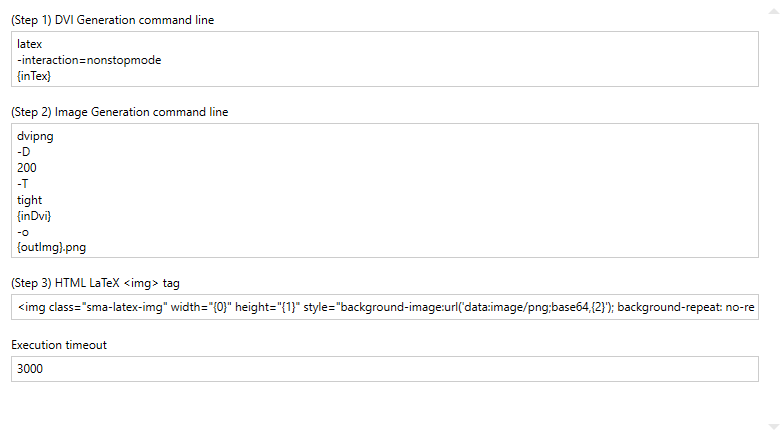 (Step 1) DVI Generation command line
latex
-interaction=nonstopmode
{inTex}
(Step 2) Image Generation command line
dvipng
-D
200
-T
tight
{inDvi}
-o
{outImg}.png
(Step 3) HTML LaTeX <img> tag
<img class="sma-latex-img" width="{0}" height="{1}" style="background-image:url('data:image/png;base64,{2}'); background-repeat: no-re
Execution timeout
3000